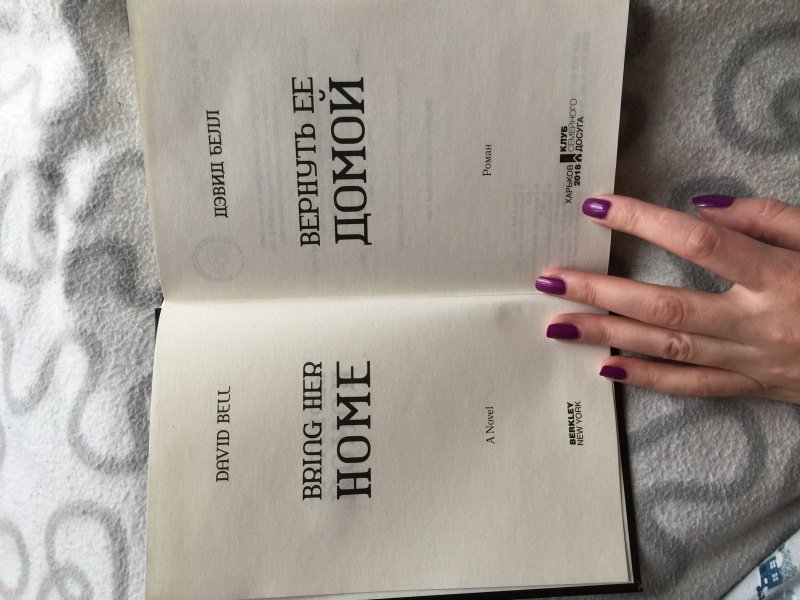 DAVID BELL
BRING HER
HOME
A Novel
BERKLEY
NEW YORK
ДЭВИД БЕЛЛ
ВЕРНУТЬ ЕЕ
ДОМОЙ
Роман
ХАРЬКОВ
2018
КЛУБ
СЕМЕЙНОГО
ДОСУГА